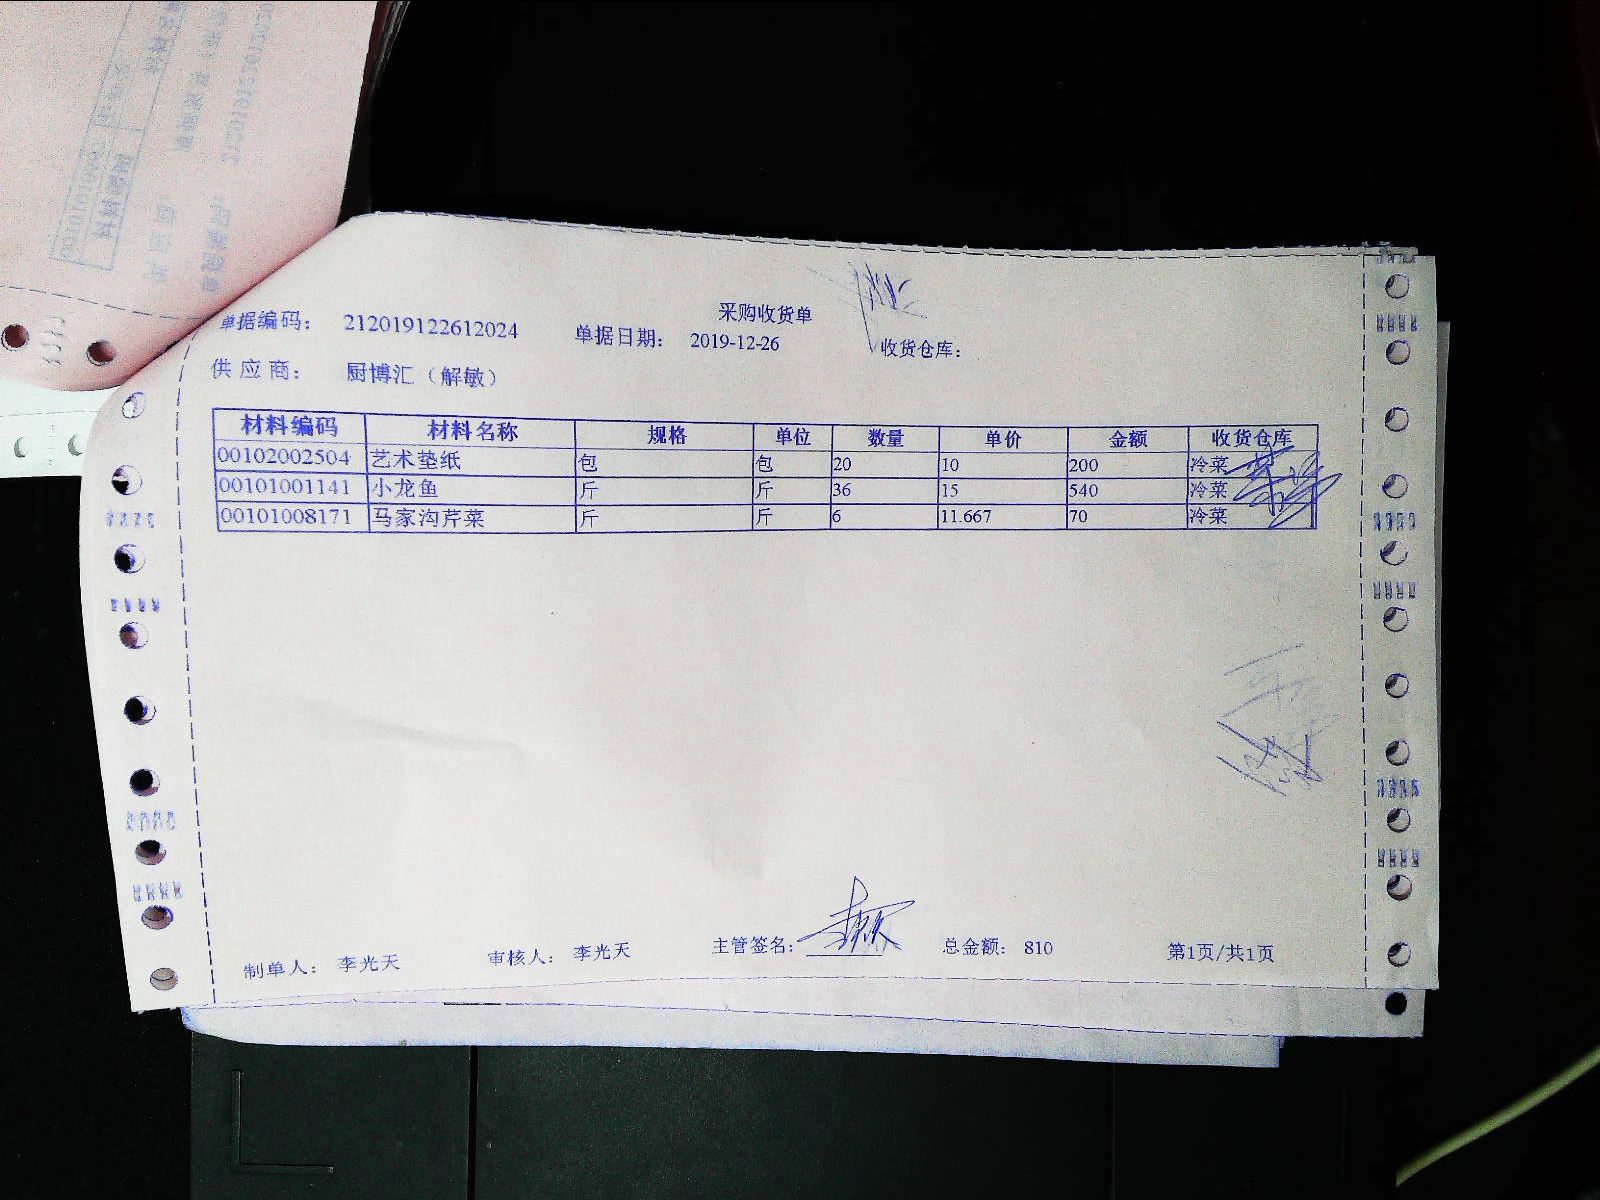 采购收货单
单据编码： 212019122612024 单据日期： 2019-12-26 收货仓库：
供 应 商： 厨博汇（解敏）
材料编码 材料名称 规格 单位 数量 单价 金额 收货仓库
00102002504 艺术垫纸 包 包 20 10 200 冷菜
00101001141 小龙鱼 斤 斤 36 15 540 冷菜
00101008171 马家沟芹菜 斤 斤 6 11.667 70 冷菜
制单人： 李光天 审核人： 李光天 主管签名： 总金额： 810 第1页/共1页